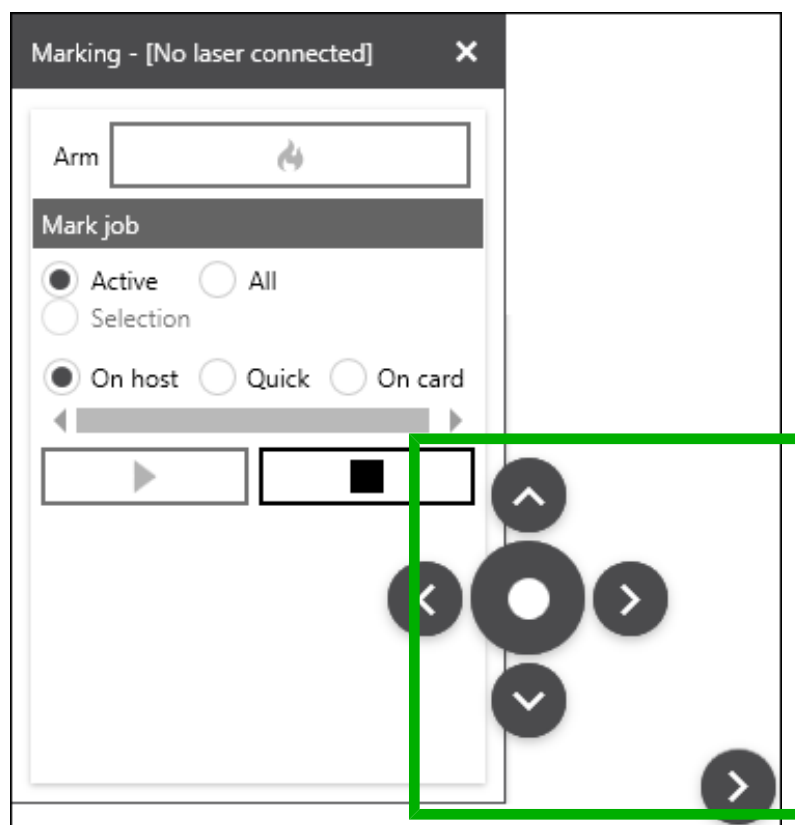 Marking - [No laser connected]
Arm
Mark job
Active All
Selection
On host Quick On card